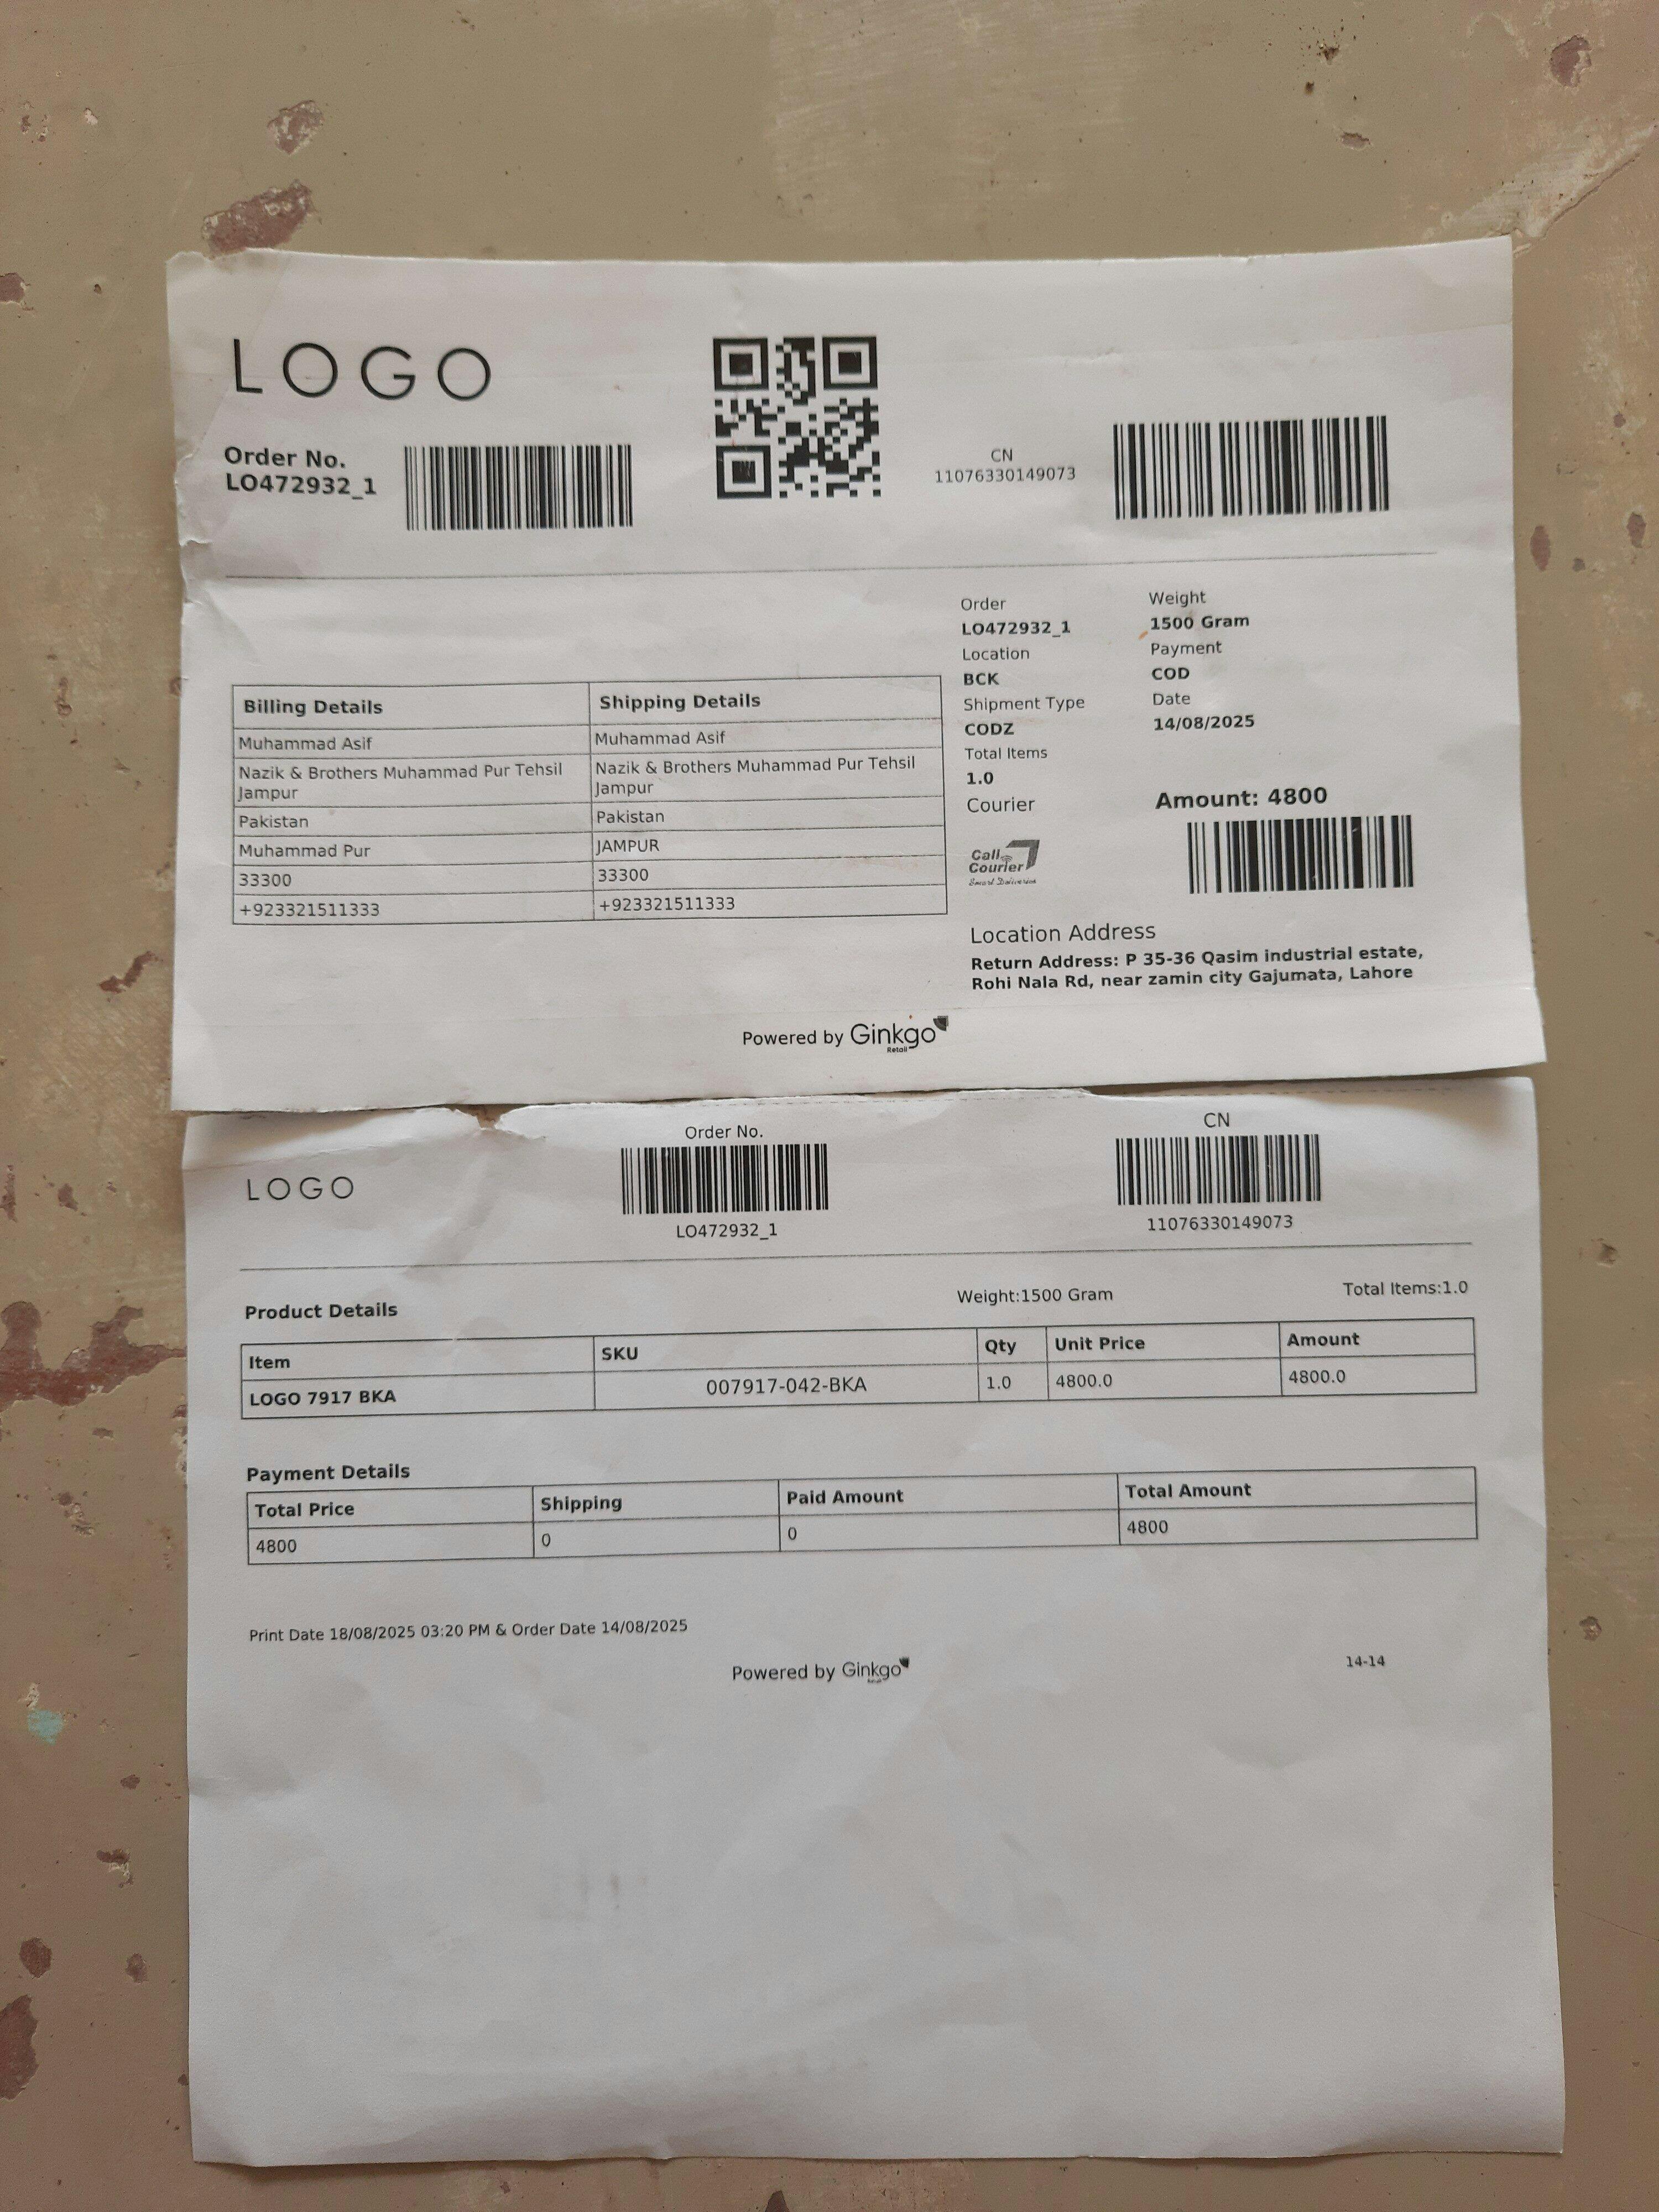 LOGO
Order No.
LO472932_1
CN
11076330149073
Order
LO472932_1
Location
BCK
Shipment Type
CODZ
Total Items
1.0
Courier
Call
Courier
Smart Deliveries
Weight
1500 Gram
Payment
COD
Date
14/08/2025
Amount: 4800
Billing Details Shipping Details
Muhammad Asif Muhammad Asif
Nazik & Brothers Muhammad Pur Tehsil Nazik & Brothers Muhammad Pur Tehsil
Jampur Jampur
Pakistan Pakistan
Muhammad Pur JAMPUR
33300 33300
+923321511333 +923321511333
Location Address
Return Address: P 35-36 Qasim industrial estate,
Rohi Nala Rd, near zamin city Gajumata, Lahore
Powered by Ginkgo
Retail
LOGO
Order No.
LO472932_1
CN
11076330149073
Product Details Weight:1500 Gram Total Items:1.0
Item SKU Qty Unit Price Amount
LOGO 7917 BKA 007917-042-BKA 1.0 4800.0 4800.0
Payment Details
Total Price Shipping Paid Amount Total Amount
4800 0 0 4800
Print Date 18/08/2025 03:20 PM & Order Date 14/08/2025
Powered by Ginkgo
14-14